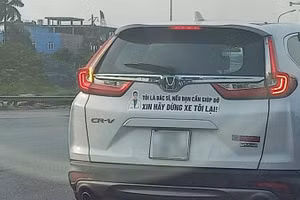 TÔI LÀ BÁC SĨ, NẾU BẠN CẦN GIÚP ĐỠ
XIN HÃY DỪNG XE TÔI LẠI!
CR-V